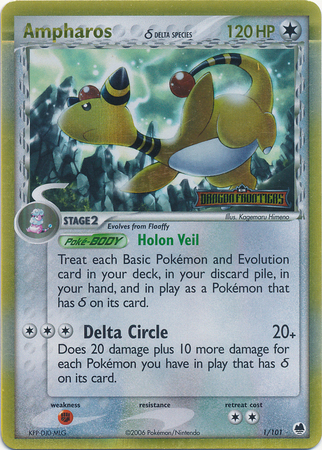 Ampharos δ DELTA SPECIES 120 HP
DRAGON FRONTIERS
Illus. Kagemaru Himeno
STAGE 2
Evolves from Flaaffy
Poké-BODY Holon Veil
Treat each Basic Pokémon and Evolution
card in your deck, in your discard pile, in
your hand, and in play as a Pokémon that
has δ on its card.
Delta Circle 20+
Does 20 damage plus 10 more damage for
each Pokémon you have in play that has δ
on its card.
weakness resistance retreat cost
©2006 Pokémon/Nintendo 1/101